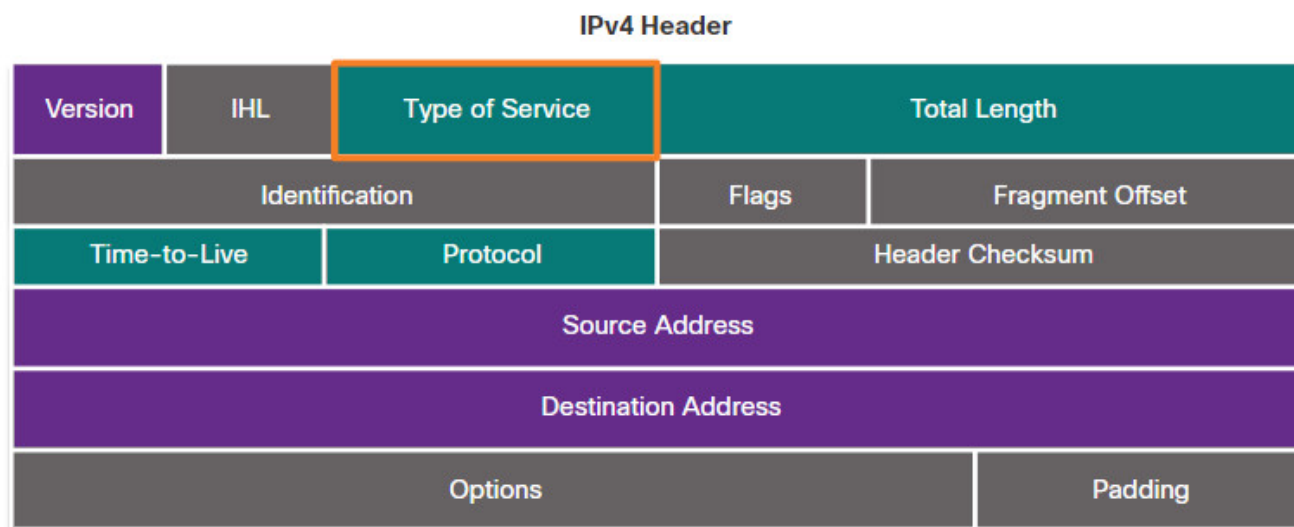 IPv4 Header
Version IHL Type of Service Total Length
Identification Flags Fragment Offset
Time-to-Live Protocol Header Checksum
Source Address
Destination Address
Options Padding